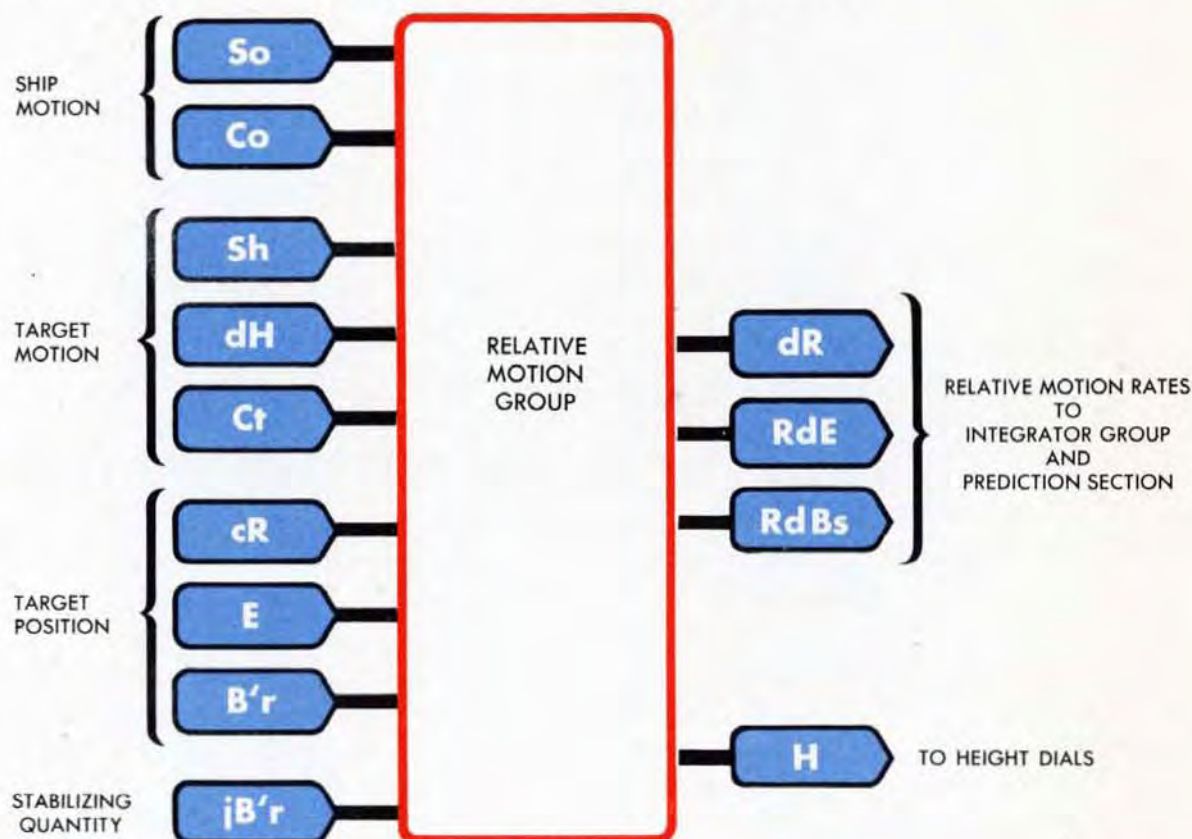 SHIP
MOTION
So
Co
TARGET
MOTION
Sh
dH
Ct
TARGET
POSITION
cR
E
B'r
STABILIZING
QUANTITY
jB'r
RELATIVE
MOTION
GROUP
dR
RdE
RdBs
RELATIVE MOTION RATES
TO
INTEGRATOR GROUP
AND
PREDICTION SECTION
H
TO HEIGHT DIALS